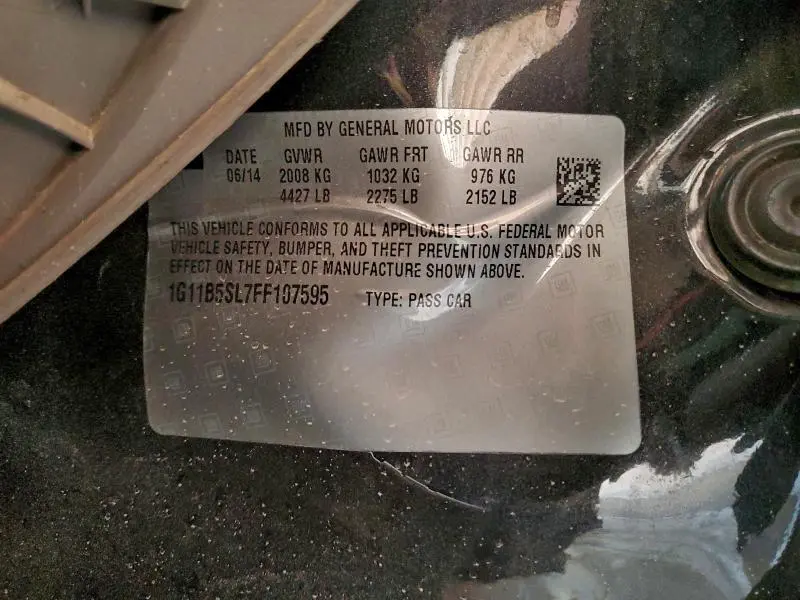 MFD BY GENERAL MOTORS LLC
DATE GVWR GAWR FRT GAWR RR
06/14 2008 KG 1032 KG 976 KG
4427 LB 2275 LB 2152 LB
THIS VEHICLE CONFORMS TO ALL APPLICABLE U.S. FEDERAL MOTOR
VEHICLE SAFETY, BUMPER, AND THEFT PREVENTION STANDARDS IN
EFFECT ON THE DATE OF MANUFACTURE SHOWN ABOVE.
1G11B5SL7FF107595 TYPE: PASS CAR